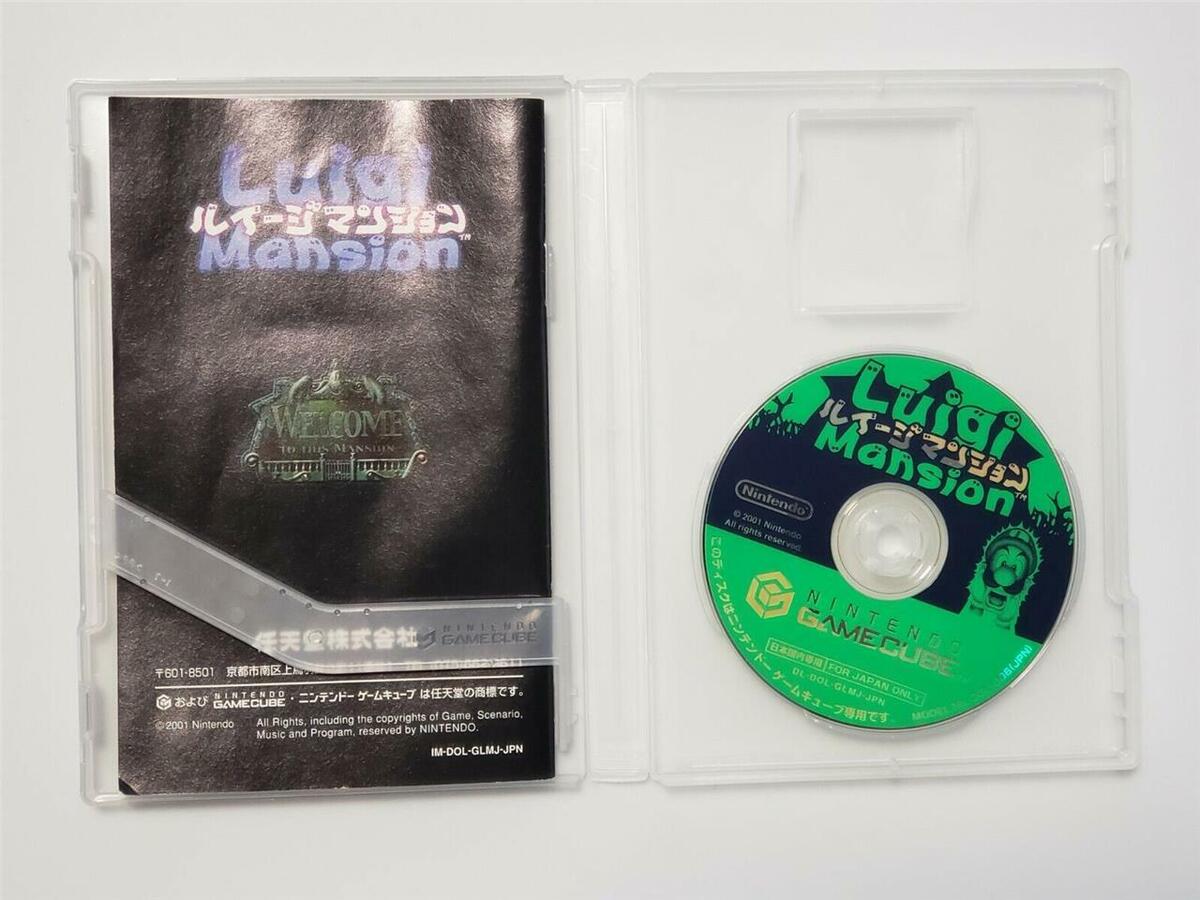 Luigi
ルイージマンション™
Mansion
WELCOME
TO THIS MANSION
任天堂株式会社
NINTENDO
GAMECUBE
〒601-8501 京都市南区上鳥
および NINTENDO GAMECUBE・ニンテンドーゲームキューブ は任天堂の商標です。
©2001 Nintendo All Rights, including the copyrights of Game, Scenario,
Music and Program, reserved by NINTENDO.
IM-DOL-GLMJ-JPN
Luigi
ルイージマンション™
Mansion
Nintendo
©2001 Nintendo
All rights reserved.
NINTENDO
GAMECUBE
日本国内専用 FOR JAPAN ONLY
DL-DOL-GLMJ-JPN
このディスクはニンテンドーゲームキューブ専用です。
(JPN)